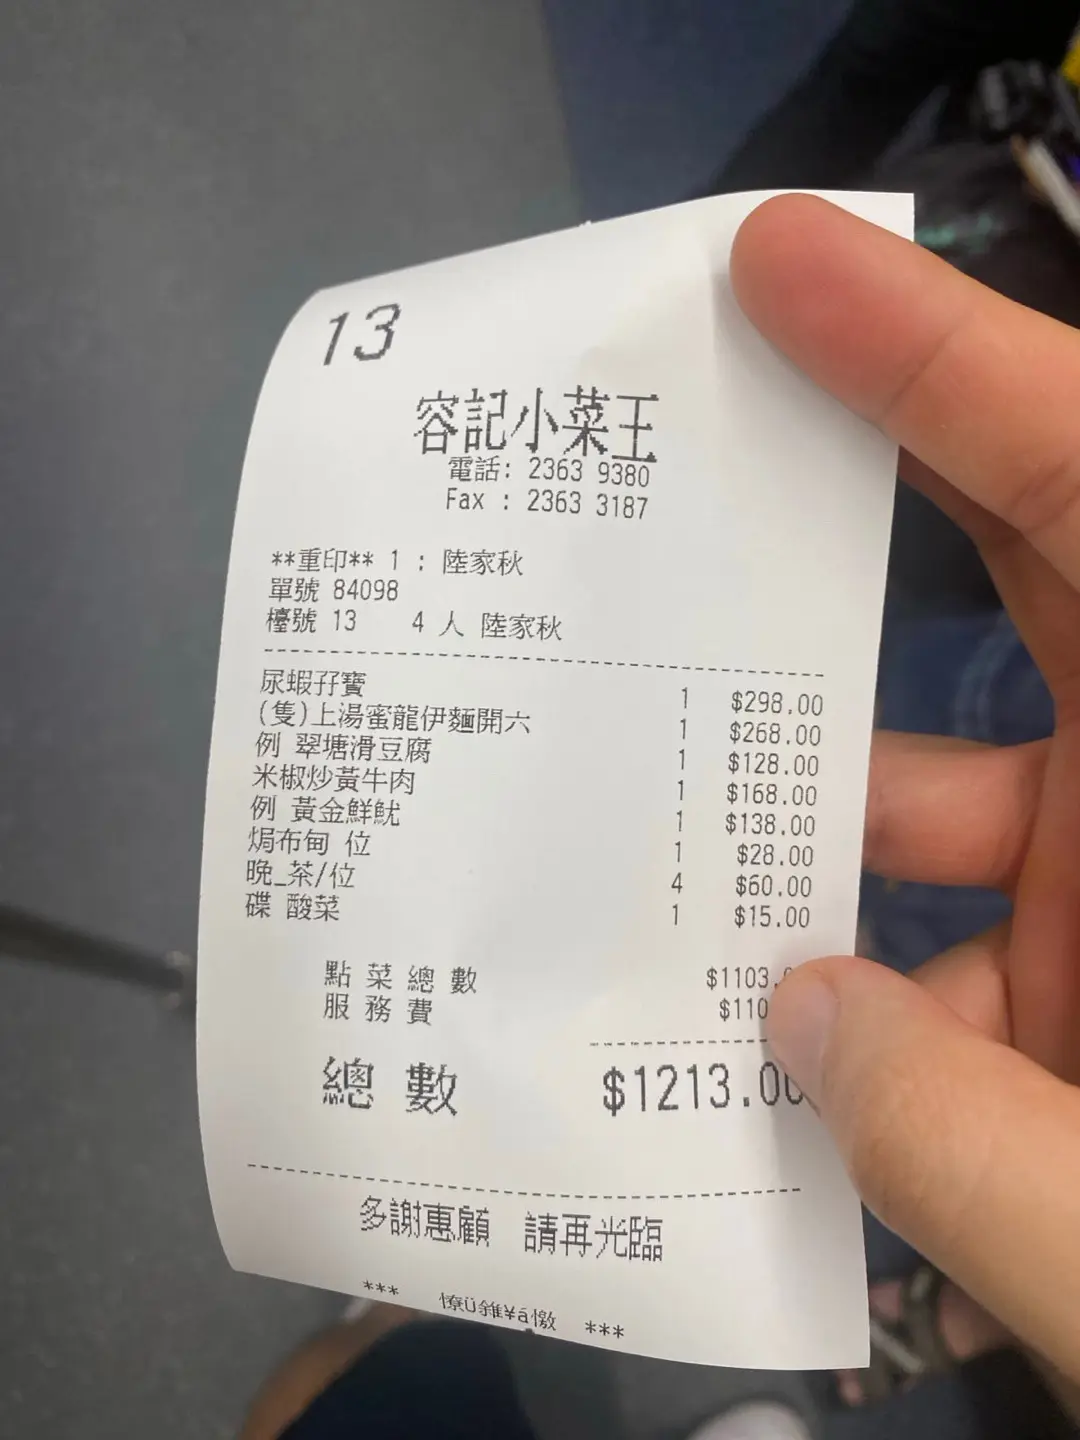 13
容記小菜王
電話: 2363 9380
Fax : 2363 3187
**重印** 1 : 陸家秋
單號 84098
檯號 13 4 人 陸家秋
尿蝦孖寶 1 $298.00
(隻)上湯蜜龍伊麵開六 1 $268.00
例 翠塘滑豆腐 1 $128.00
米椒炒黃牛肉 1 $168.00
例 黃金鮮魷 1 $138.00
焗布甸 位 1 $28.00
晚_茶/位 4 $60.00
碟 酸菜 1 $15.00
點菜總數 $1103.
服務費 $110
總數 $1213.00
多謝惠顧 請再光臨
*** ***